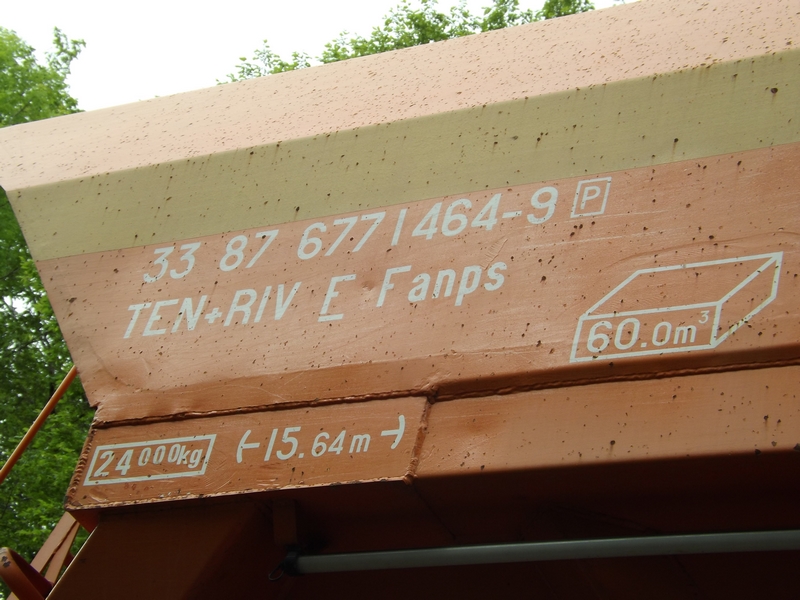 33 87 6771464-9 P
TEN+RIV E Fanps
60.0m³
24000kg
15.64m